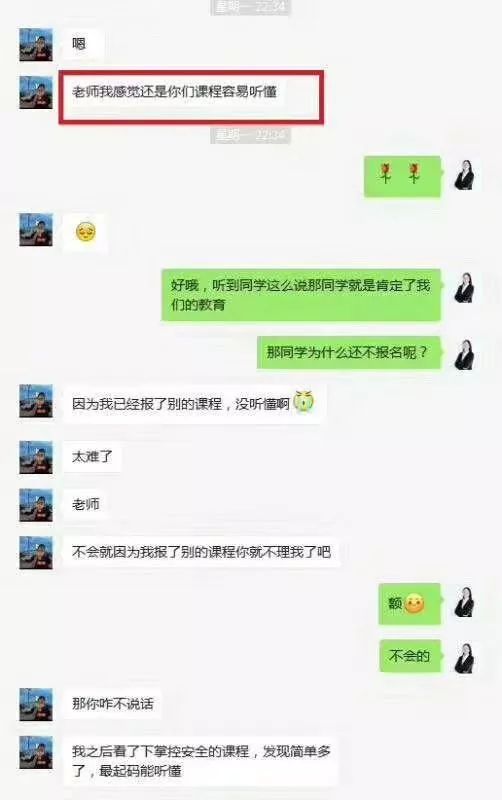 星期一 22:34
嗯
老师我感觉还是你们课程容易听懂
星期一 22:34
好哦，听到同学这么说那同学就是肯定了我
们的教育
那同学为什么还不报名呢？
因为我已经报了别的课程，没听懂啊
太难了
老师
不会就因为我报了别的课程你就不理我了吧
额
不会的
那你咋不说话
我之后看了下掌控安全的课程，发现简单多
了，最起码能听懂